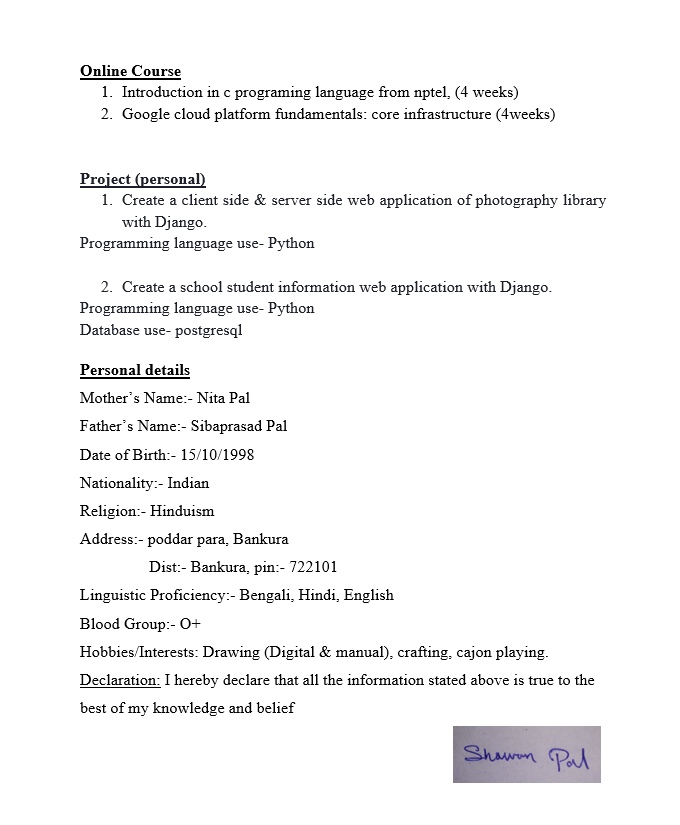 Online Course
1. Introduction in c programing language from nptel, (4 weeks)
2. Google cloud platform fundamentals: core infrastructure (4weeks)
Project (personal)
1. Create a client side & server side web application of photography library
with Django.
Programming language use- Python
2. Create a school student information web application with Django.
Programming language use- Python
Database use- postgresql
Personal details
Mother's Name:- Nita Pal
Father's Name:- Sibaprasad Pal
Date of Birth:- 15/10/1998
Nationality:- Indian
Religion:- Hinduism
Address:- poddar para, Bankura
Dist:- Bankura, pin:- 722101
Linguistic Proficiency:- Bengali, Hindi, English
Blood Group:- O+
Hobbies/Interests: Drawing (Digital & manual), crafting, cajon playing.
Declaration: I hereby declare that all the information stated above is true to the
best of my knowledge and belief
Shawan Pal